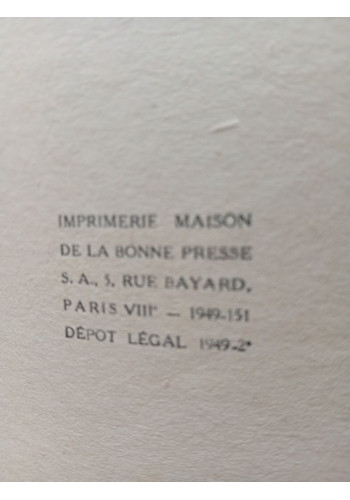 IMPRIMERIE MAISON
DE LA BONNE PRESSE
S. A., 5, RUE BAYARD,
PARIS VIIIᵉ — 1949-151
DÉPOT LÉGAL 1949-2ᵉ